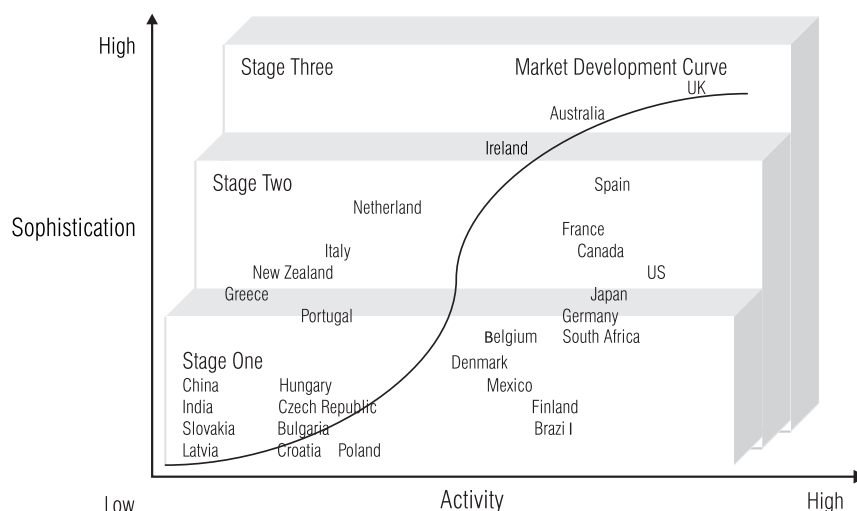 High
Stage Three
Market Development Curve
UK
Australia
Ireland
Stage Two
Spain
Netherland
Sophistication
France
Italy
Canada
New Zealand
US
Greece
Japan
Portugal
Germany
Belgium
South Africa
Stage One
Denmark
China
Hungary
Mexico
India
Czech Republic
Finland
Slovakia
Bulgaria
Brazi l
Latvia
Croatia
Poland
Low
Activity
High